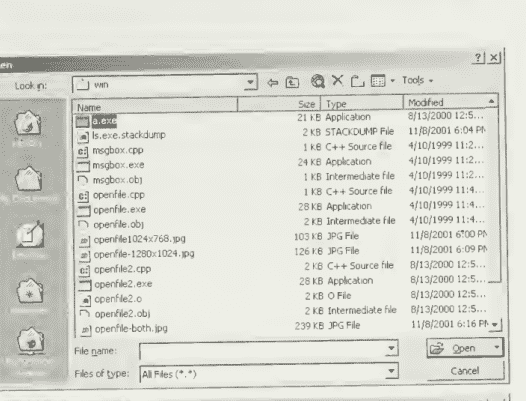 en
Look in: win Tools
Name Size Type Modified
a.exe 21 KB Application 8/13/2000 12:5...
ls.exe.stackdump 2 KB STACKDUMP File 11/8/2001 6:04 PM
msgbox.cpp 1 KB C++ Source file 4/10/1999 11:2...
msgbox.exe 24 KB Application 4/10/1999 11:2...
msgbox.obj 1 KB Intermediate file 4/10/1999 11:2...
openfile.cpp 1 KB C++ Source file 4/10/1999 11:4...
openfile.exe 28 KB Application 4/10/1999 11:4...
openfile.obj 2 KB Intermediate file 4/10/1999 11:4...
openfile1024x768.jpg 103 KB JPG File 11/8/2001 6:00 PM
openfile-1280x1024.jpg 126 KB JPG File 11/8/2001 6:09 PM
openfile2.cpp 2 KB C++ Source file 8/13/2000 12:5...
openfile2.exe 28 KB Application 8/13/2000 12:5...
openfile2.o 2 KB O File 8/13/2000 12:5...
openfile2.obj 2 KB Intermediate file 8/13/2000 12:5...
openfile-both.jpg 239 KB JPG File 11/8/2001 6:16 PM
File name: Open
Files of type: All Files (*.*) Cancel